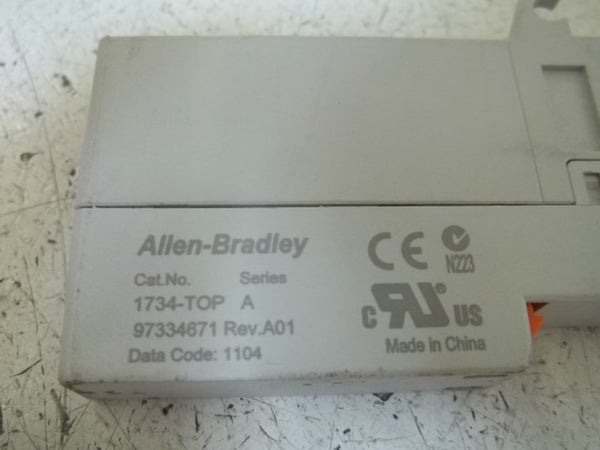 Allen-Bradley
Cat.No. Series
1734-TOP A
97334671 Rev.A01
Data Code: 1104
CE
N223
c RU US
Made in China